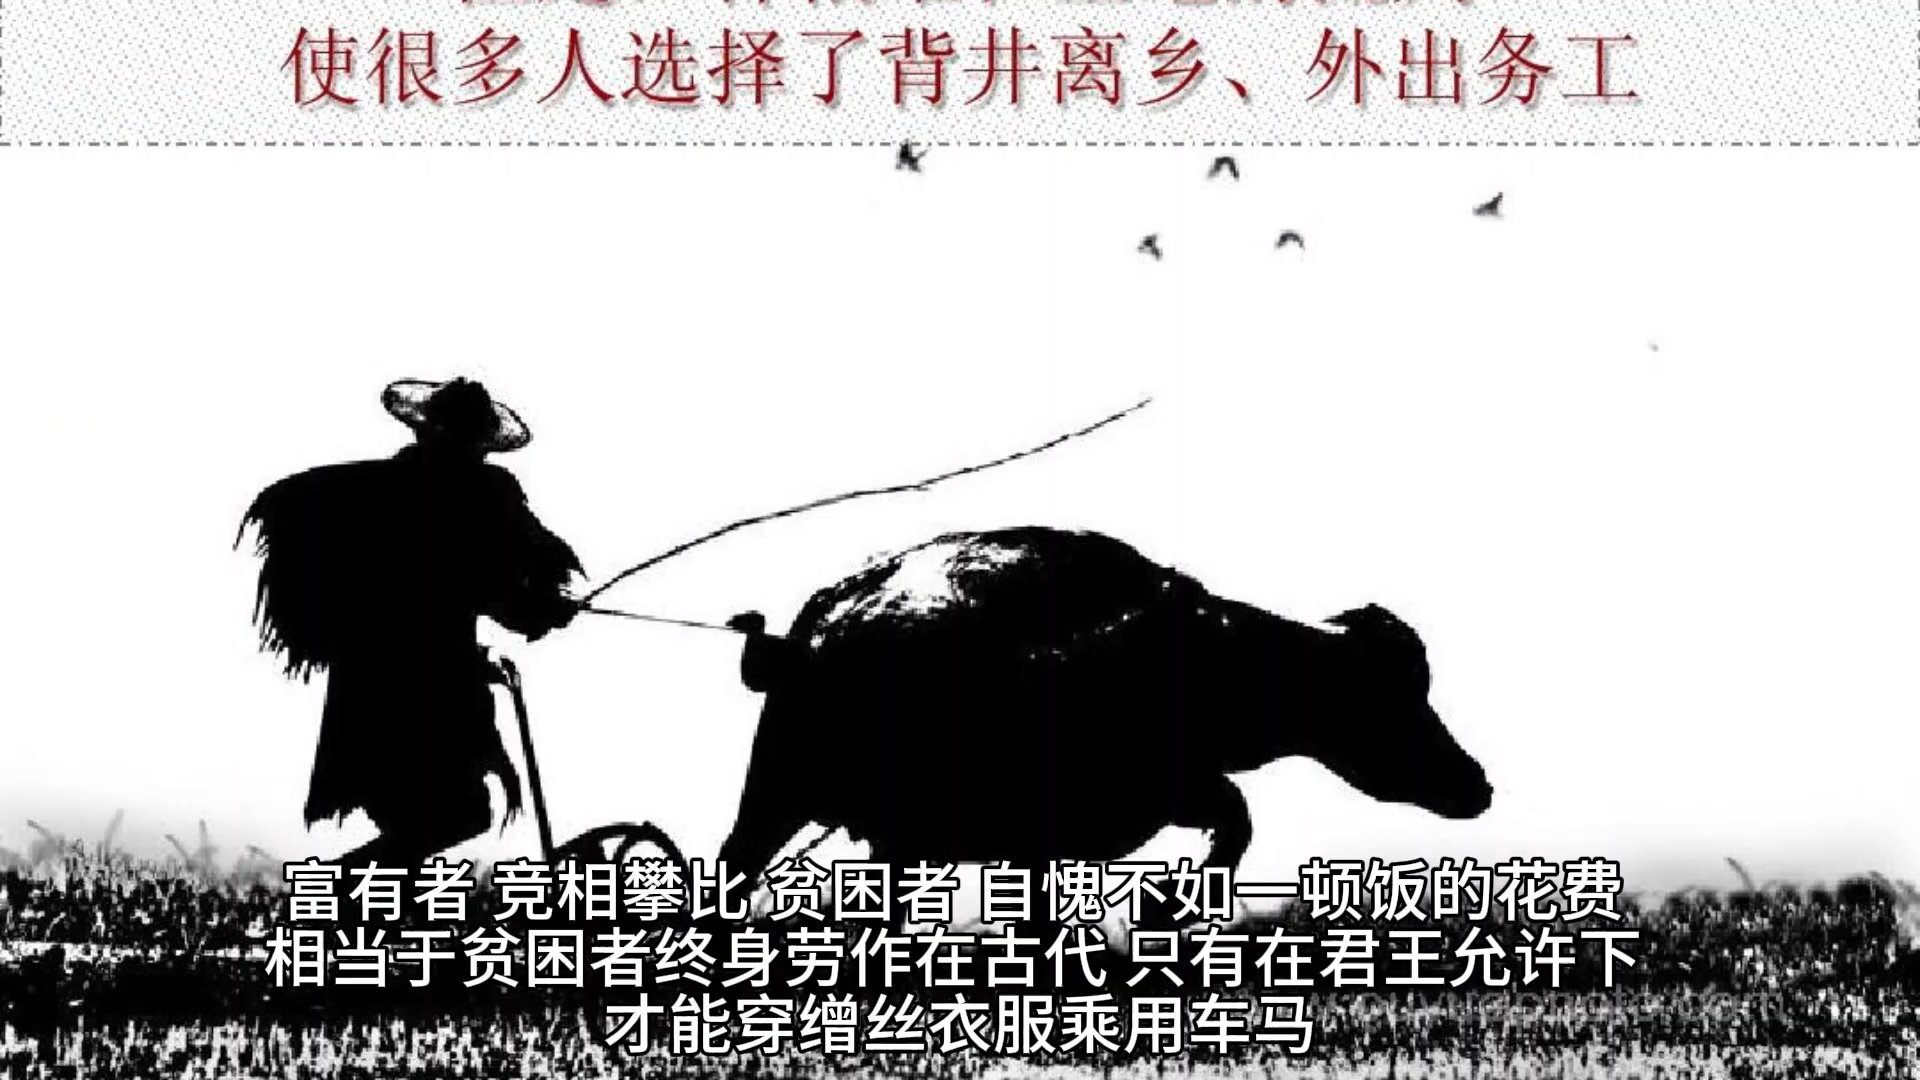 使很多人选择了背井离乡、外出务工
富有者 竞相攀比 贫困者 自愧不如一顿饭的花费
相当于贫困者终身劳作在古代 只有在君王允许下
才能穿缯丝衣服乘用车马